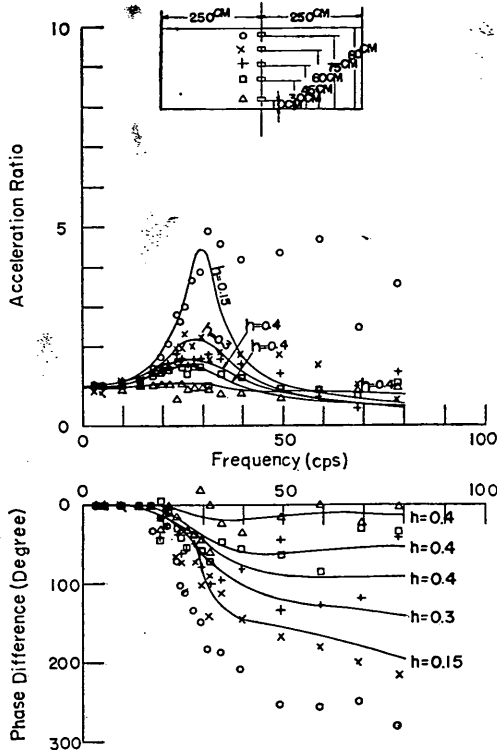 250CM 250CM
80CM
75CM
60CM
45CM
30CM
10CM
Acceleration Ratio
10
5
0
h=0.15
h=0.3
h=0.4
h=0.4
h=0.4
50
100
Frequency (cps)
Phase Difference (Degree)
0
50
100
0
100
200
300
h=0.4
h=0.4
h=0.4
h=0.3
h=0.15